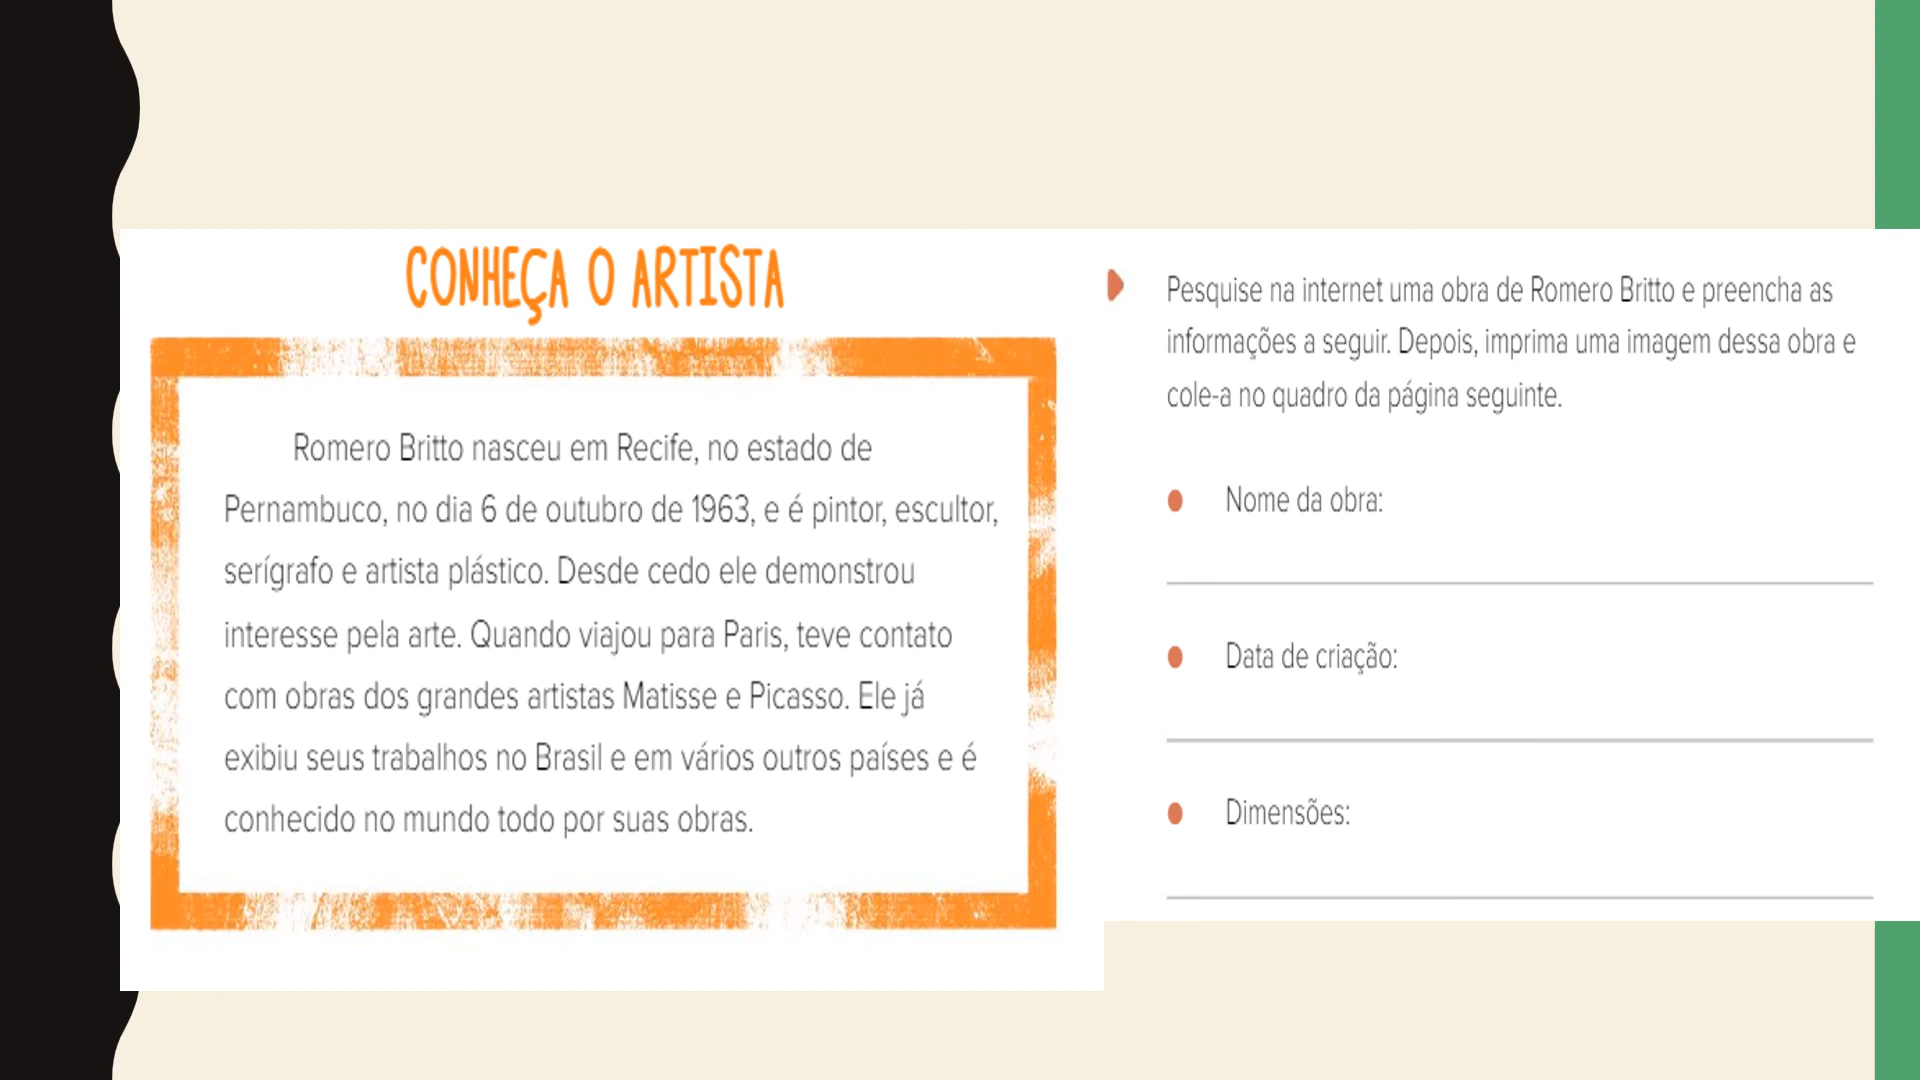 CONHEÇA O ARTISTA
Romero Britto nasceu em Recife, no estado de
Pernambuco, no dia 6 de outubro de 1963, e é pintor, escultor,
serígrafo e artista plástico. Desde cedo ele demonstrou
interesse pela arte. Quando viajou para Paris, teve contato
com obras dos grandes artistas Matisse e Picasso. Ele já
exibiu seus trabalhos no Brasil e em vários outros países e é
conhecido no mundo todo por suas obras.
Pesquise na internet uma obra de Romero Britto e preencha as
informações a seguir. Depois, imprima uma imagem dessa obra e
cole-a no quadro da página seguinte.
Nome da obra:
Data de criação:
Dimensões: